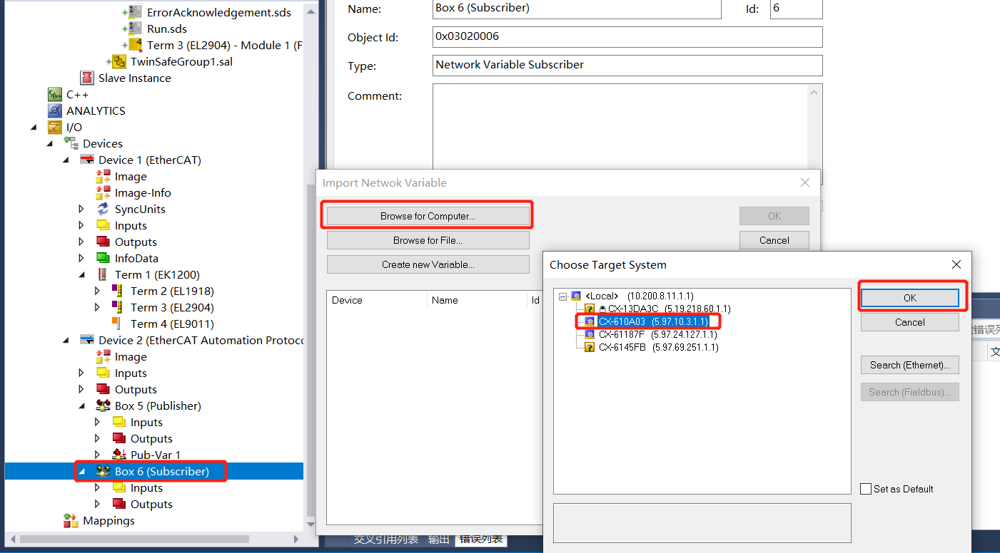 ErrorAcknowledgement.sds
Run.sds
Term 3 (EL2904) - Module 1 (F
TwinSafeGroup1.sal
Slave Instance
C++
ANALYTICS
I/O
Devices
Device 1 (EtherCAT)
Image
Image-Info
SyncUnits
Inputs
Outputs
InfoData
Term 1 (EK1200)
Term 2 (EL1918)
Term 3 (EL2904)
Term 4 (EL9011)
Device 2 (EtherCAT Automation Protoc
Image
Inputs
Outputs
Box 5 (Publisher)
Inputs
Outputs
Pub-Var 1
Box 6 (Subscriber)
Inputs
Outputs
Mappings
Name: Box 6 (Subscriber) Id: 6
Object Id: 0x03020006
Type: Network Variable Subscriber
Comment:
Import Netwok Variable
Browse for Computer...
OK
Browse for File...
Cancel
Create new Variable...
Device Name Id
Choose Target System
<Local> (10.200.8.11.1.1)
CX-13DA3C (5.19.218.60.1.1)
CX-610A03 (5.97.10.3.1.1)
CX-61187F (5.97.24.127.1.1)
CX-6145FB (5.97.69.251.1.1)
OK
Cancel
Search (Ethernet)...
Search (Fieldbus)...
Set as Default
错误列
文
交叉引用列表 输出 错误列表